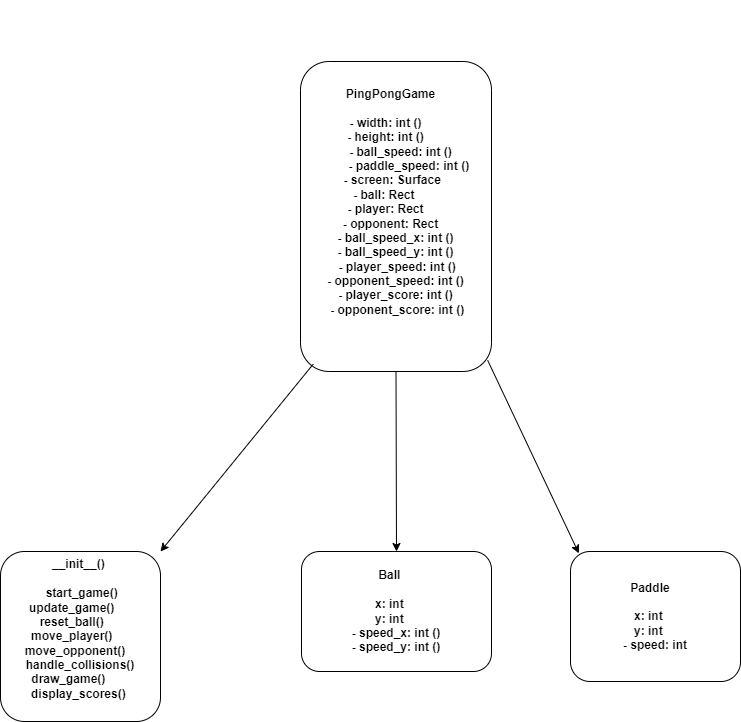 PingPongGame
- width: int ()
- height: int ()
- ball_speed: int ()
- paddle_speed: int ()
- screen: Surface
- ball: Rect
- player: Rect
- opponent: Rect
- ball_speed_x: int ()
- ball_speed_y: int ()
- player_speed: int ()
- opponent_speed: int ()
- player_score: int ()
- opponent_score: int ()
__init__()
start_game()
update_game()
reset_ball()
move_player()
move_opponent()
handle_collisions()
draw_game()
display_scores()
Ball
x: int
y: int
- speed_x: int ()
- speed_y: int ()
Paddle
x: int
y: int
- speed: int